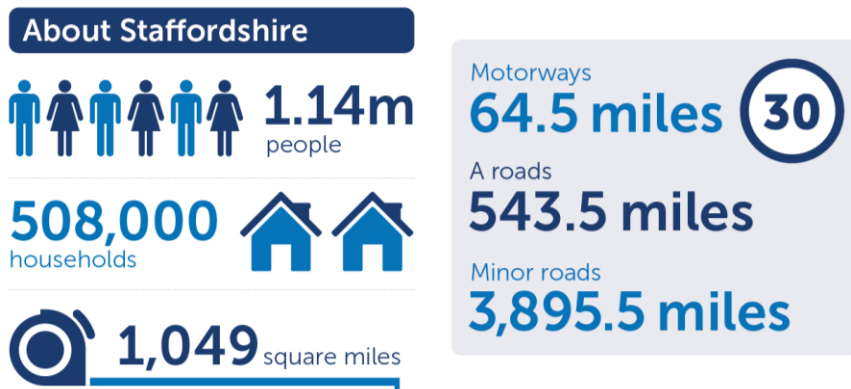 About Staffordshire
1.14m
people
508,000
households
1,049 square miles
Motorways
64.5 miles
30
A roads
543.5 miles
Minor roads
3,895.5 miles